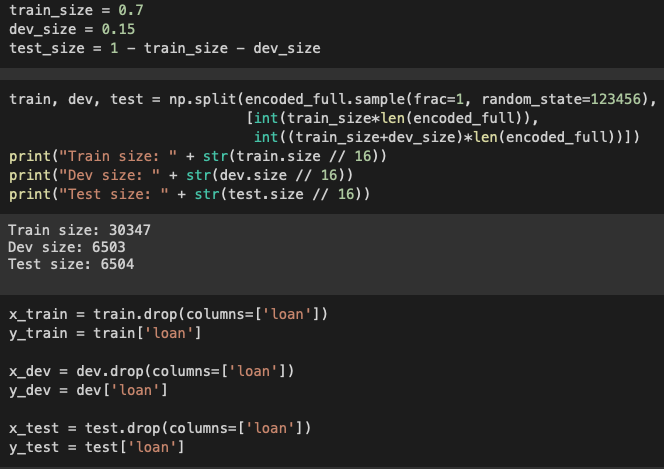 train_size = 0.7
dev_size = 0.15
test_size = 1 - train_size - dev_size
train, dev, test = np.split(encoded_full.sample(frac=1, random_state=123456),
[int(train_size*len(encoded_full)),
int((train_size+dev_size)*len(encoded_full))])
print("Train size: " + str(train.size // 16))
print("Dev size: " + str(dev.size // 16))
print("Test size: " + str(test.size // 16))
Train size: 30347
Dev size: 6503
Test size: 6504
x_train = train.drop(columns=['loan'])
y_train = train['loan']
x_dev = dev.drop(columns=['loan'])
y_dev = dev['loan']
x_test = test.drop(columns=['loan'])
y_test = test['loan']